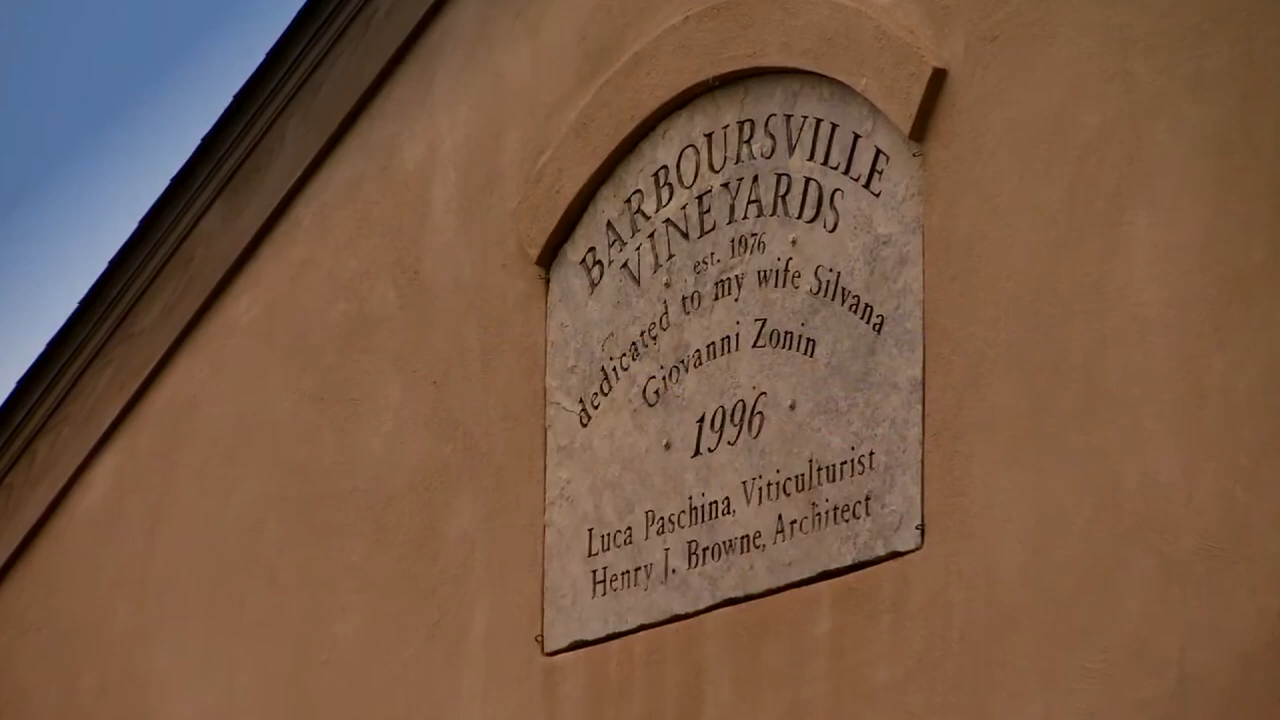 BARBOURSVILLE
VINEYARDS
est. 1976
dedicated to my wife Silvana
Giovanni Zonin
1996
Luca Paschina, Viticulturist
Henry J. Browne, Architect